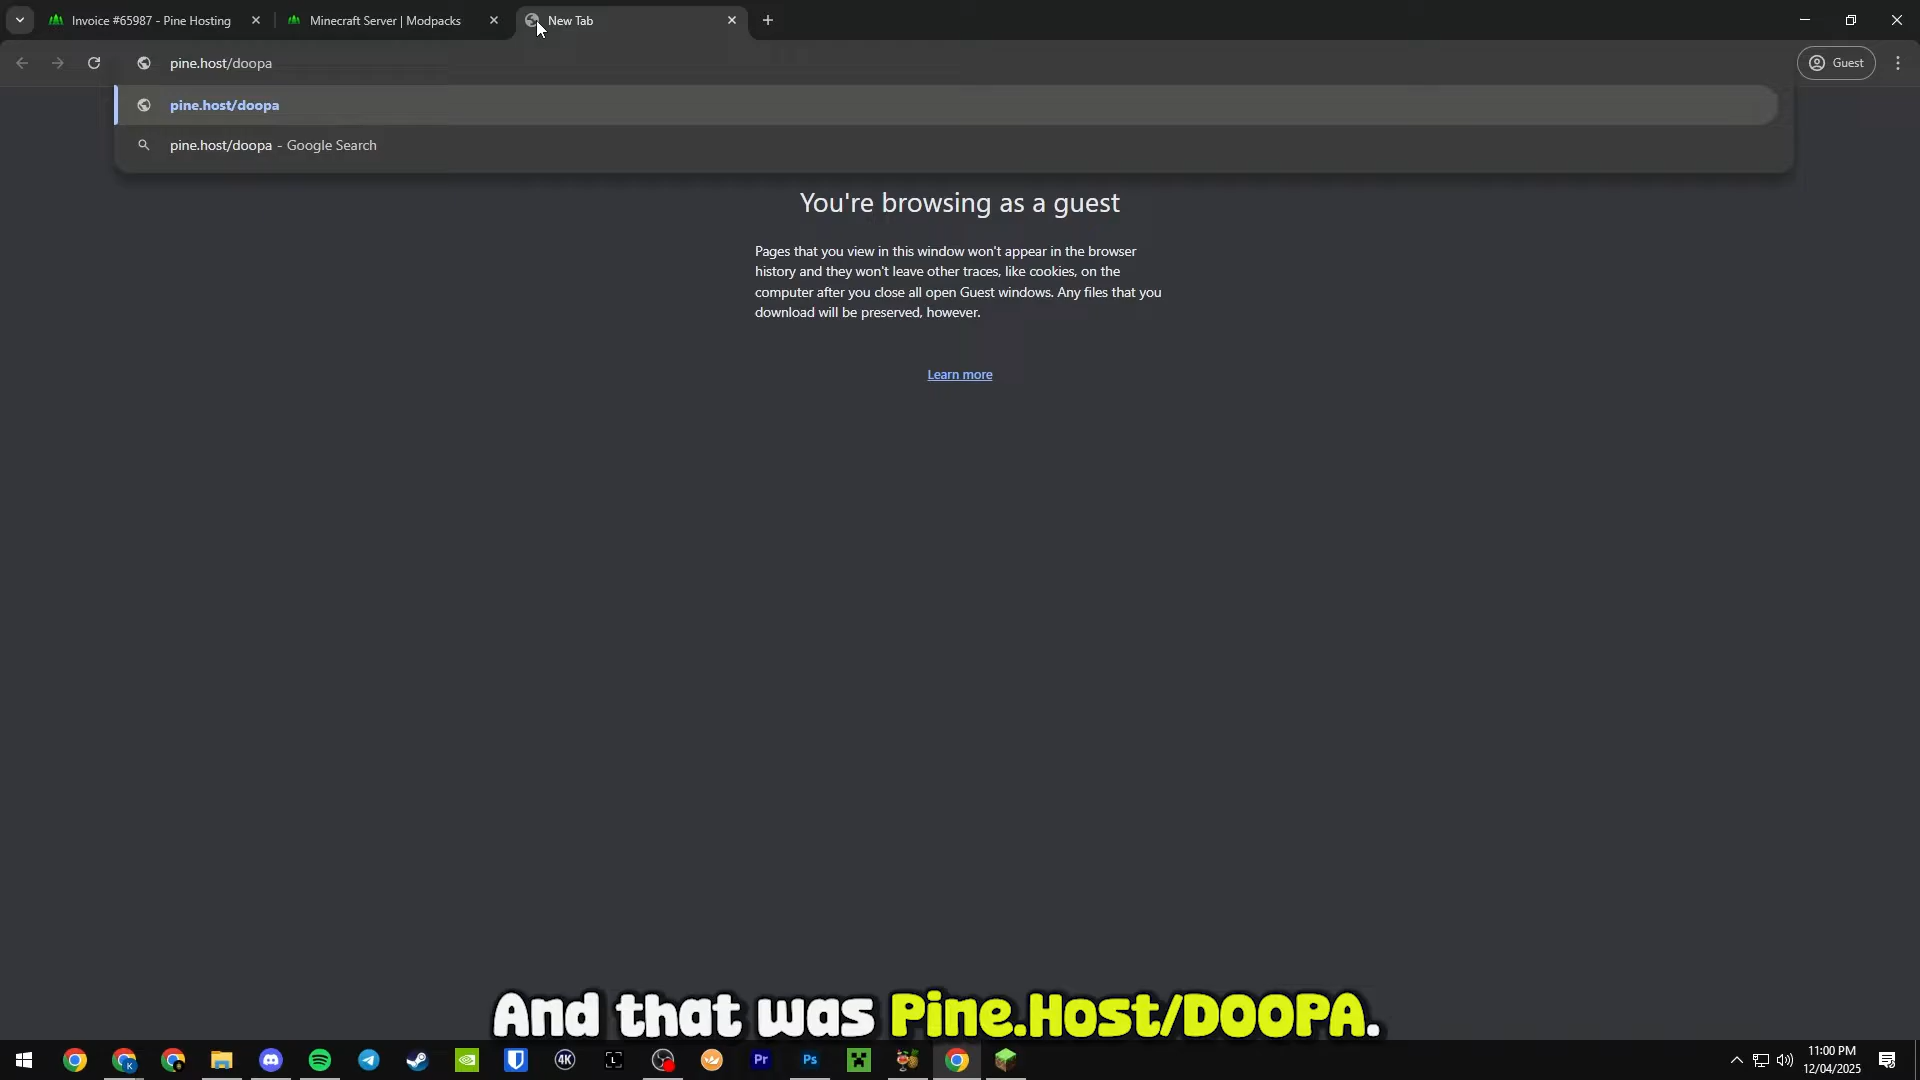 Invoice #65987 - Pine Hosting
Minecraft Server | Modpacks
New Tab
pine.host/doopa
Guest
pine.host/doopa
pine.host/doopa - Google Search
You're browsing as a guest
Pages that you view in this window won't appear in the browser
history and they won't leave other traces, like cookies, on the
computer after you close all open Guest windows. Any files that you
download will be preserved, however.
Learn more
And that was Pine.Host/DOOPA.
K
4K
L
Pr
Ps
11:00 PM
12/04/2025